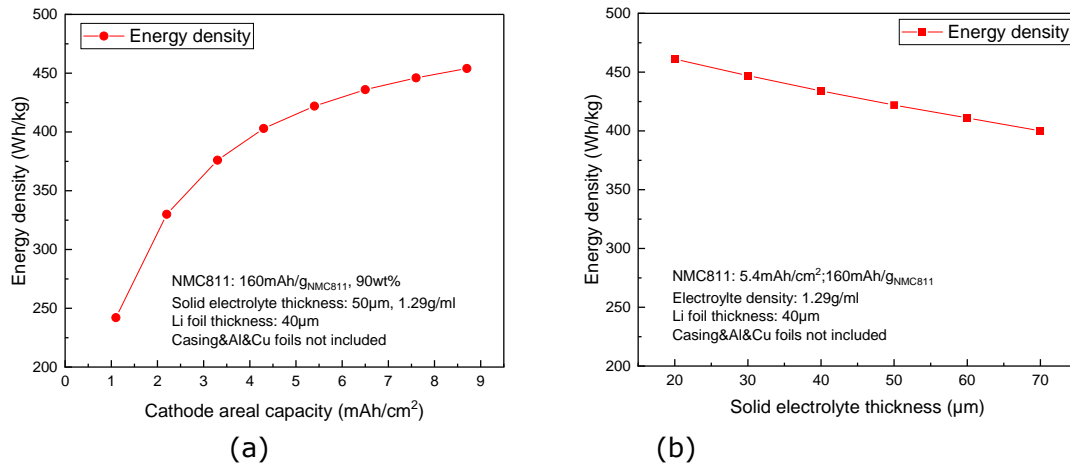 500
450
400
350
300
250
200
0 1 2 3 4 5 6 7 8 9
Energy density (Wh/kg)
Cathode areal capacity (mAh/cm²)
Energy density
NMC811: 160mAh/gNMC811, 90wt%
Solid electrolyte thickness: 50µm, 1.29g/ml
Li foil thickness: 40µm
Casing&Al&Cu foils not included
(a)
500
450
400
350
300
250
200
20 30 40 50 60 70
Energy density (Wh/kg)
Solid electrolyte thickness (µm)
Energy density
NMC811: 5.4mAh/cm²;160mAh/gNMC811
Electroylte density: 1.29g/ml
Li foil thickness: 40µm
Casing&Al&Cu foils not included
(b)